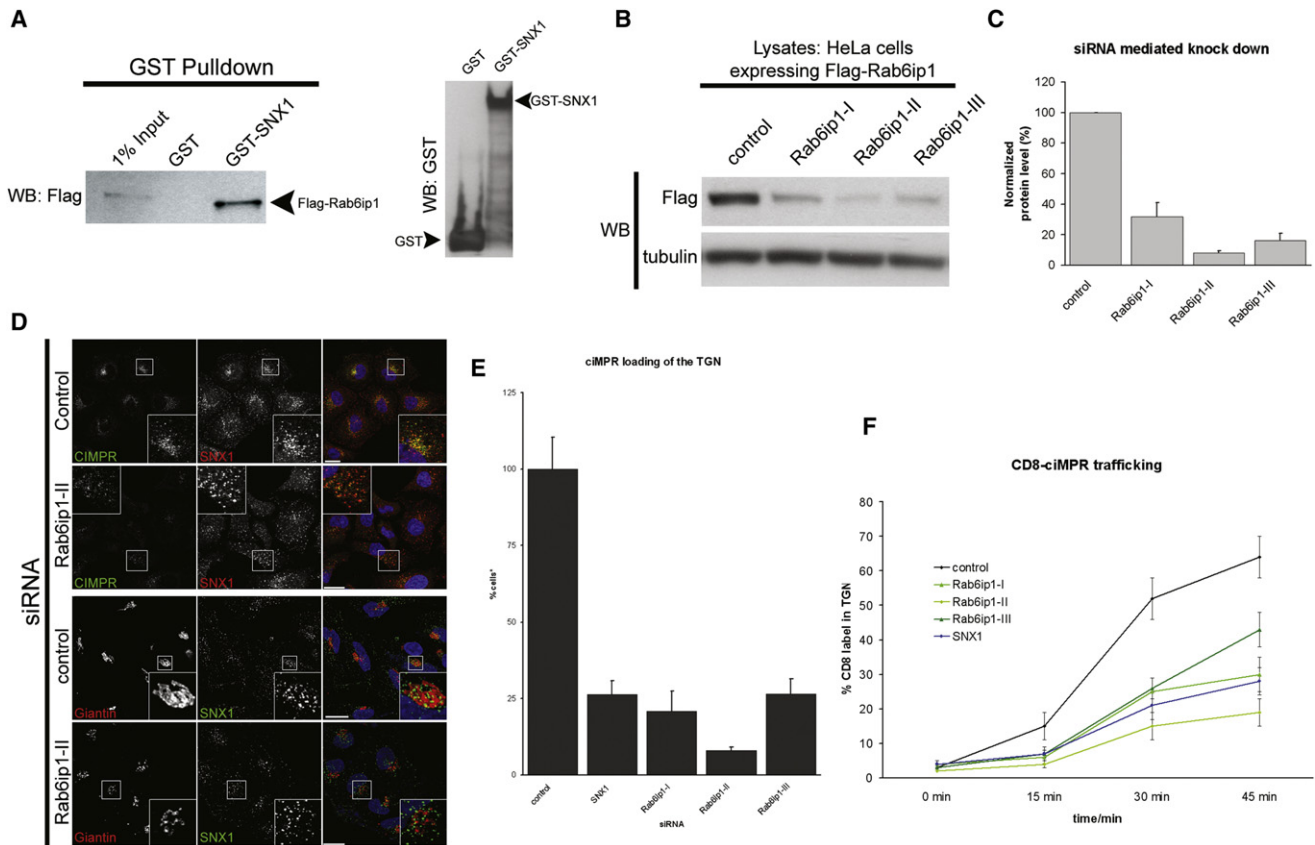 A
GST Pulldown
1% Input
GST
GST-SNX1
WB: Flag
Flag-Rab6ip1
GST
GST-SNX1
WB: GST
GST-SNX1
GST
B
Lysates: HeLa cells
expressing Flag-Rab6ip1
control
Rab6ip1-I
Rab6ip1-II
Rab6ip1-III
WB
Flag
tubulin
C
siRNA mediated knock down
Normalized
protein level (%)
120
100
80
60
40
20
0
control
Rab6ip1-I
Rab6ip1-II
Rab6ip1-III
D
siRNA
Control
CIMPR
SNX1
Rab6ip1-II
CIMPR
SNX1
control
Giantin
SNX1
Rab6ip1-II
Giantin
SNX1
E
ciMPR loading of the TGN
% cells*
125
100
75
50
25
0
control
SNX1
Rab6ip1-I
Rab6ip1-II
Rab6ip1-III
siRNA
F
CD8-ciMPR trafficking
% CD8 label in TGN
80
70
60
50
40
30
20
10
0
control
Rab6ip1-I
Rab6ip1-II
Rab6ip1-III
SNX1
0 min
15 min
30 min
45 min
time/min